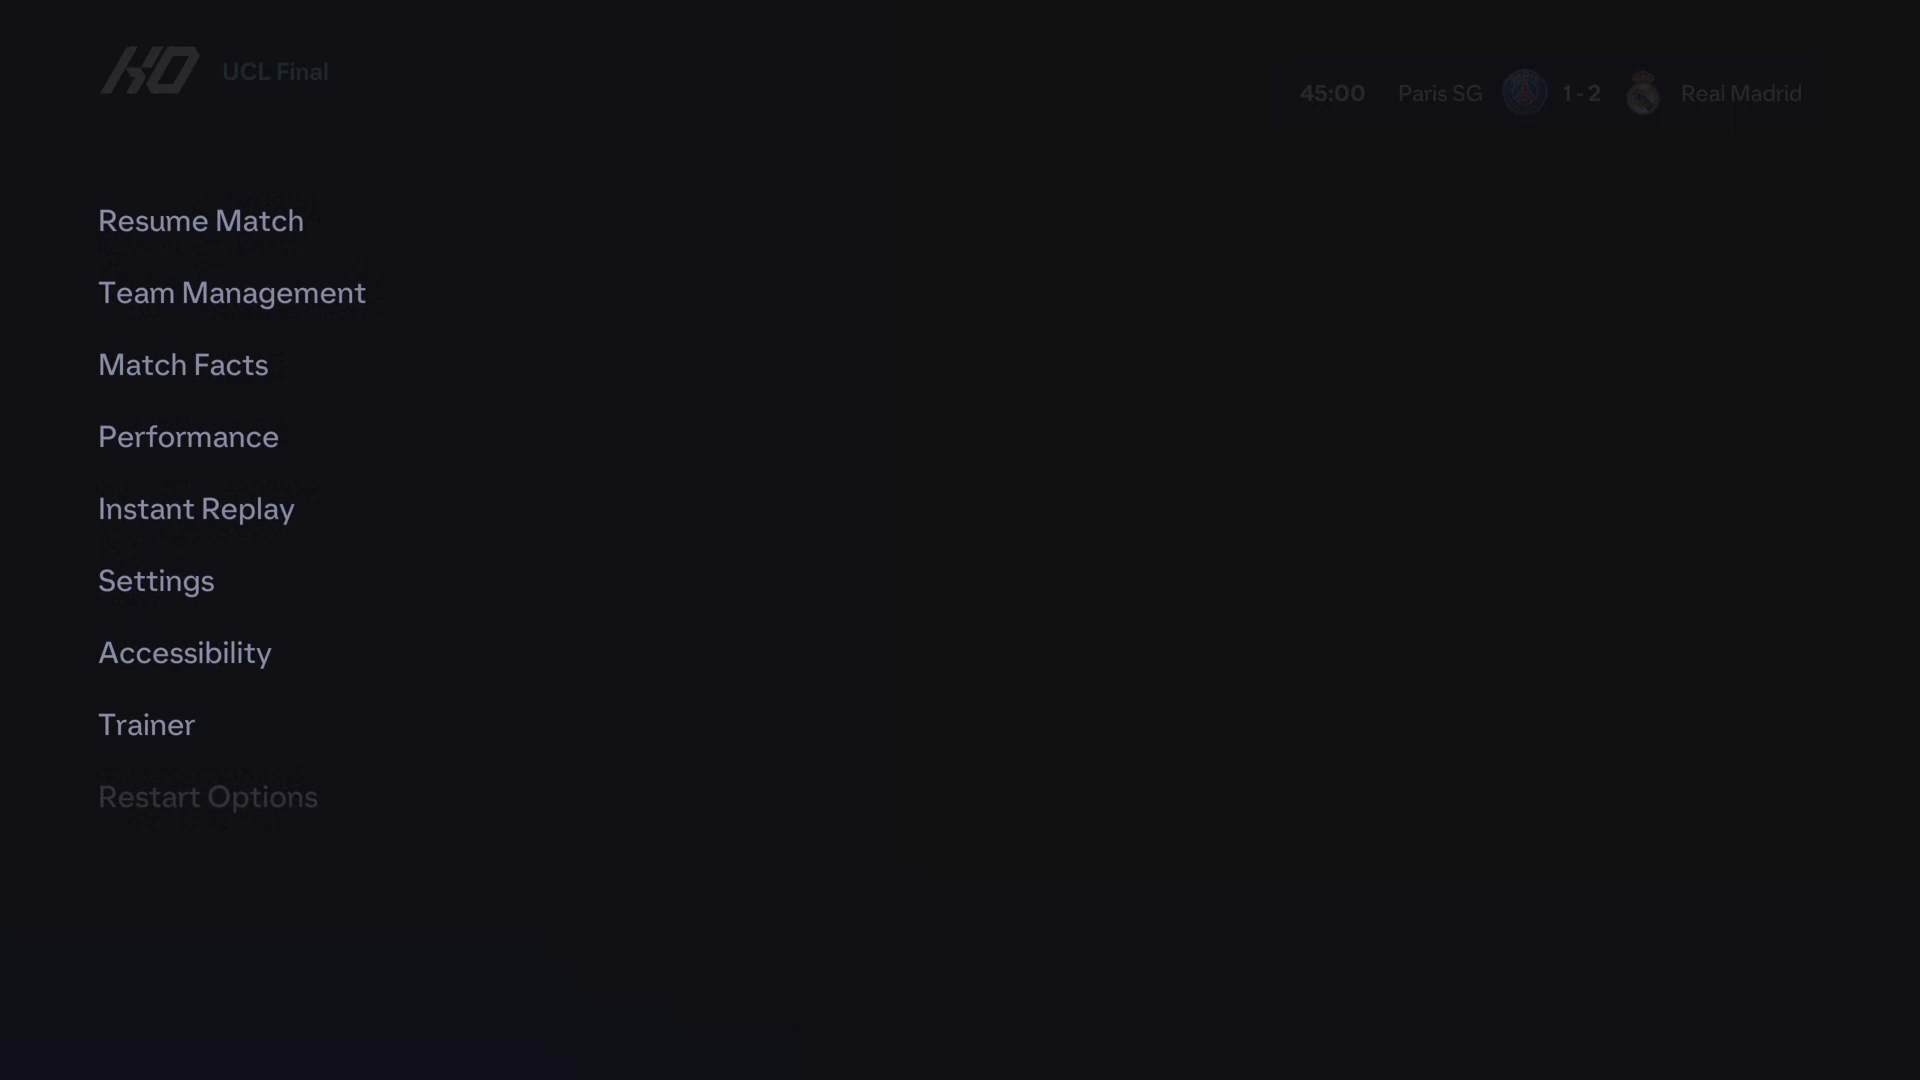 KO UCL Final
45:00 Paris SG 1 - 2 Real Madrid
Resume Match
Team Management
Match Facts
Performance
Instant Replay
Settings
Accessibility
Trainer
Restart Options